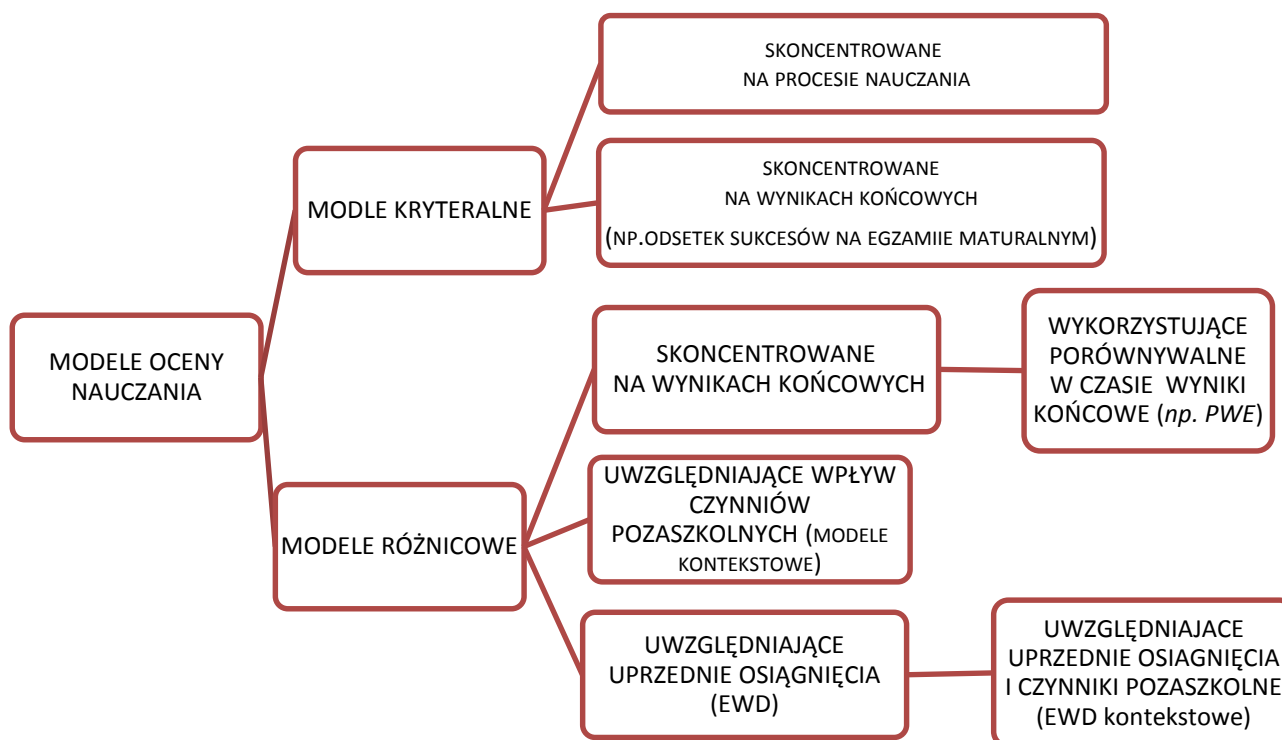 SKONCENTROWANE
NA PROCESIE NAUCZANIA
MODLE KRYTERALNE
SKONCENTROWANE
NA WYNIKACH KOŃCOWYCH
(NP.ODSETEK SUKCESÓW NA EGZAMIIE MATURALNYM)
MODELE OCENY
NAUCZANIA
SKONCENTROWANE
NA WYNIKACH KOŃCOWYCH
WYKORZYSTUJĄCE
PORÓWNYWALNE
W CZASIE WYNIKI
KOŃCOWE (np. PWE)
MODELE RÓŻNICOWE
UWZGLĘDNIAJĄCE WPŁYW
CZYNNIÓW
POZASZKOLNYCH (MODELE
KONTEKSTOWE)
UWZGLĘDNIAJĄCE
UPRZEDNIE OSIĄGNIĘCIA
(EWD)
UWZGLĘDNIAJACE
UPRZEDNIE OSIAGNIĘCIA
I CZYNNIKI POZASZKOLNE
(EWD kontekstowe)